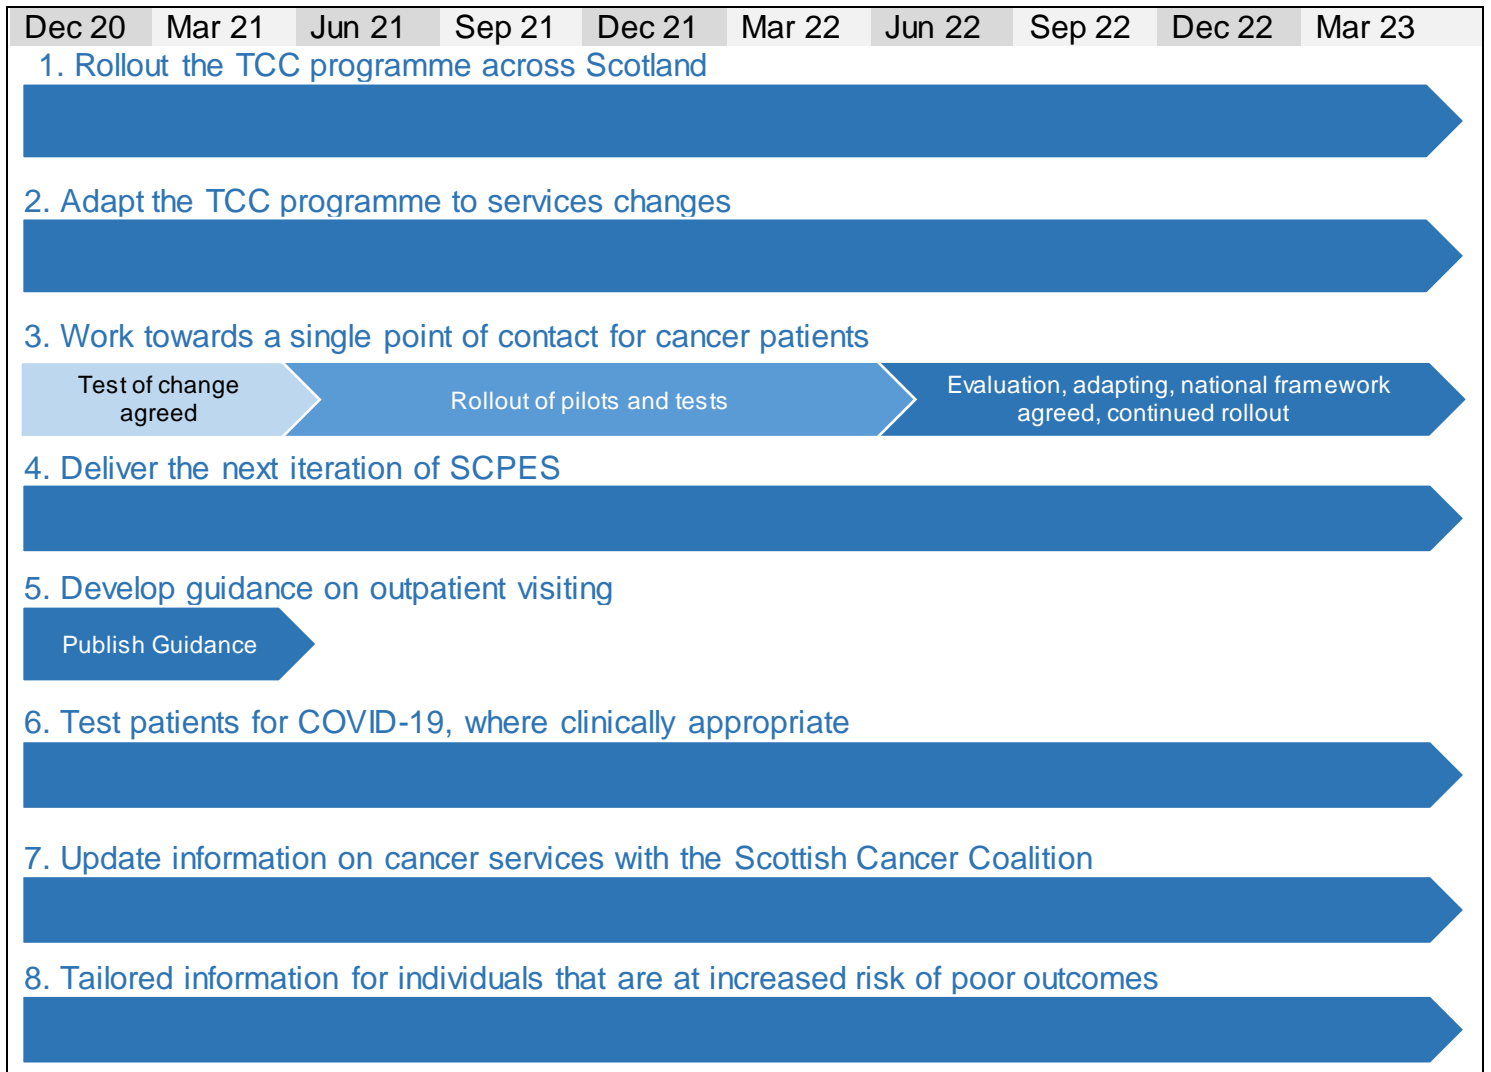 Dec 20 Mar 21 Jun 21 Sep 21 Dec 21 Mar 22 Jun 22 Sep 22 Dec 22 Mar 23
1. Rollout the TCC programme across Scotland
2. Adapt the TCC programme to services changes
3. Work towards a single point of contact for cancer patients
Test of change
agreed
Rollout of pilots and tests
Evaluation, adapting, national framework
agreed, continued rollout
4. Deliver the next iteration of SCPES
5. Develop guidance on outpatient visiting
Publish Guidance
6. Test patients for COVID-19, where clinically appropriate
7. Update information on cancer services with the Scottish Cancer Coalition
8. Tailored information for individuals that are at increased risk of poor outcomes